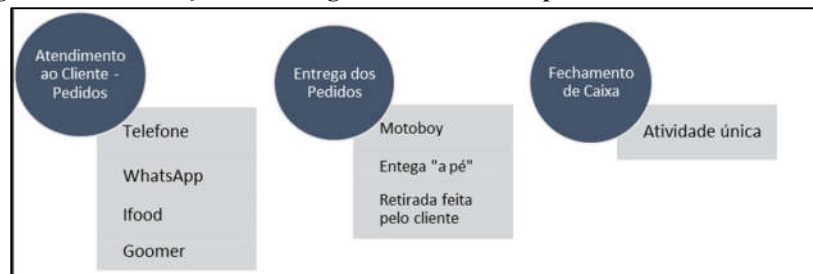 Atendimento
ao Cliente -
Pedidos
Telefone
WhatsApp
Ifood
Goomer
Entrega dos
Pedidos
Motoboy
Entega "a pé"
Retirada feita
pelo cliente
Fechamento
de Caixa
Atividade única